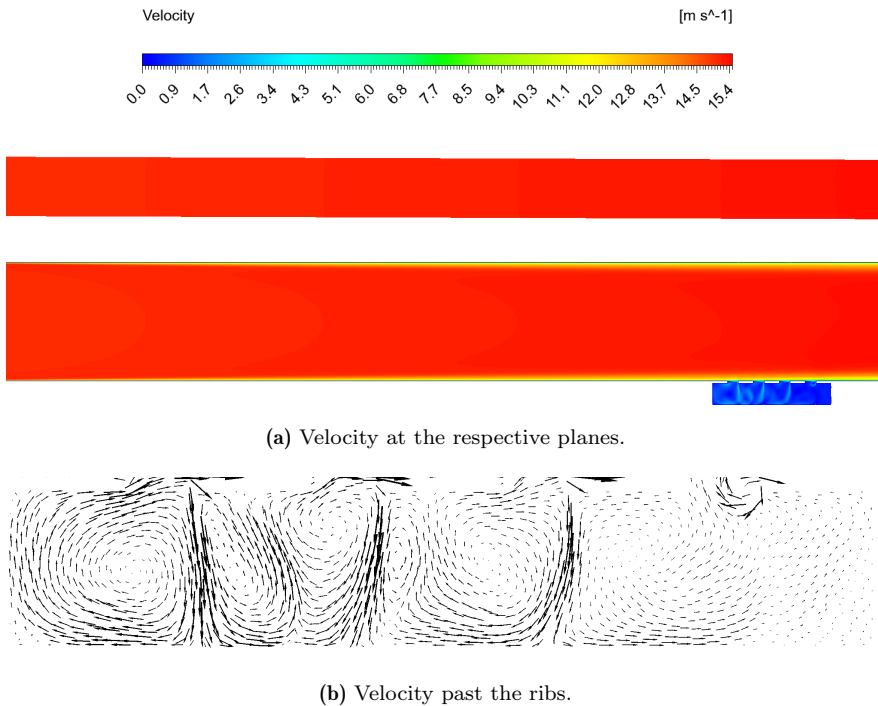 Velocity [m s^-1]
0.0 0.9 1.7 2.6 3.4 4.3 5.1 6.0 6.8 7.7 8.5 9.4 10.3 11.1 12.0 12.8 13.7 14.5 15.4
(a) Velocity at the respective planes.
(b) Velocity past the ribs.